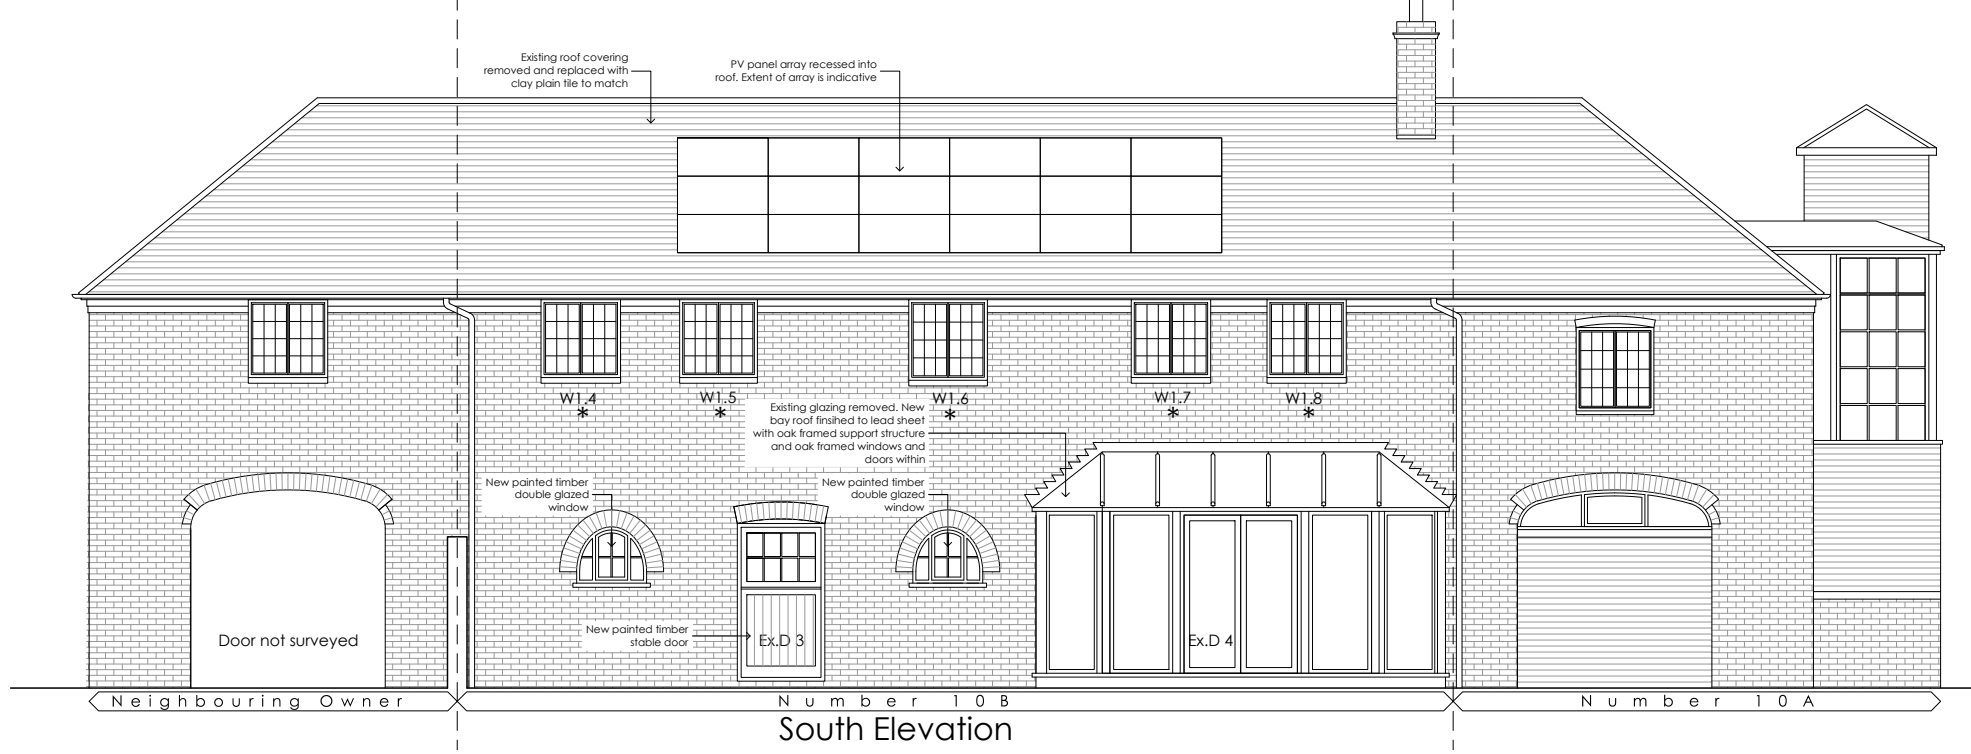 Existing roof covering
removed and replaced with
clay plain tile to match
PV panel array recessed into
roof. Extent of array is indicative
W1.4
*
W1.5
*
W1.6
*
W1.7
*
W1.8
*
Existing glazing removed. New
bay roof finsihed to lead sheet
with oak framed support structure
and oak framed windows and
doors within
New painted timber
double glazed
window
New painted timber
double glazed
window
New painted timber
stable door
Door not surveyed
Ex.D 3
Ex.D 4
Neighbouring Owner
Number 10B
Number 10A
South Elevation